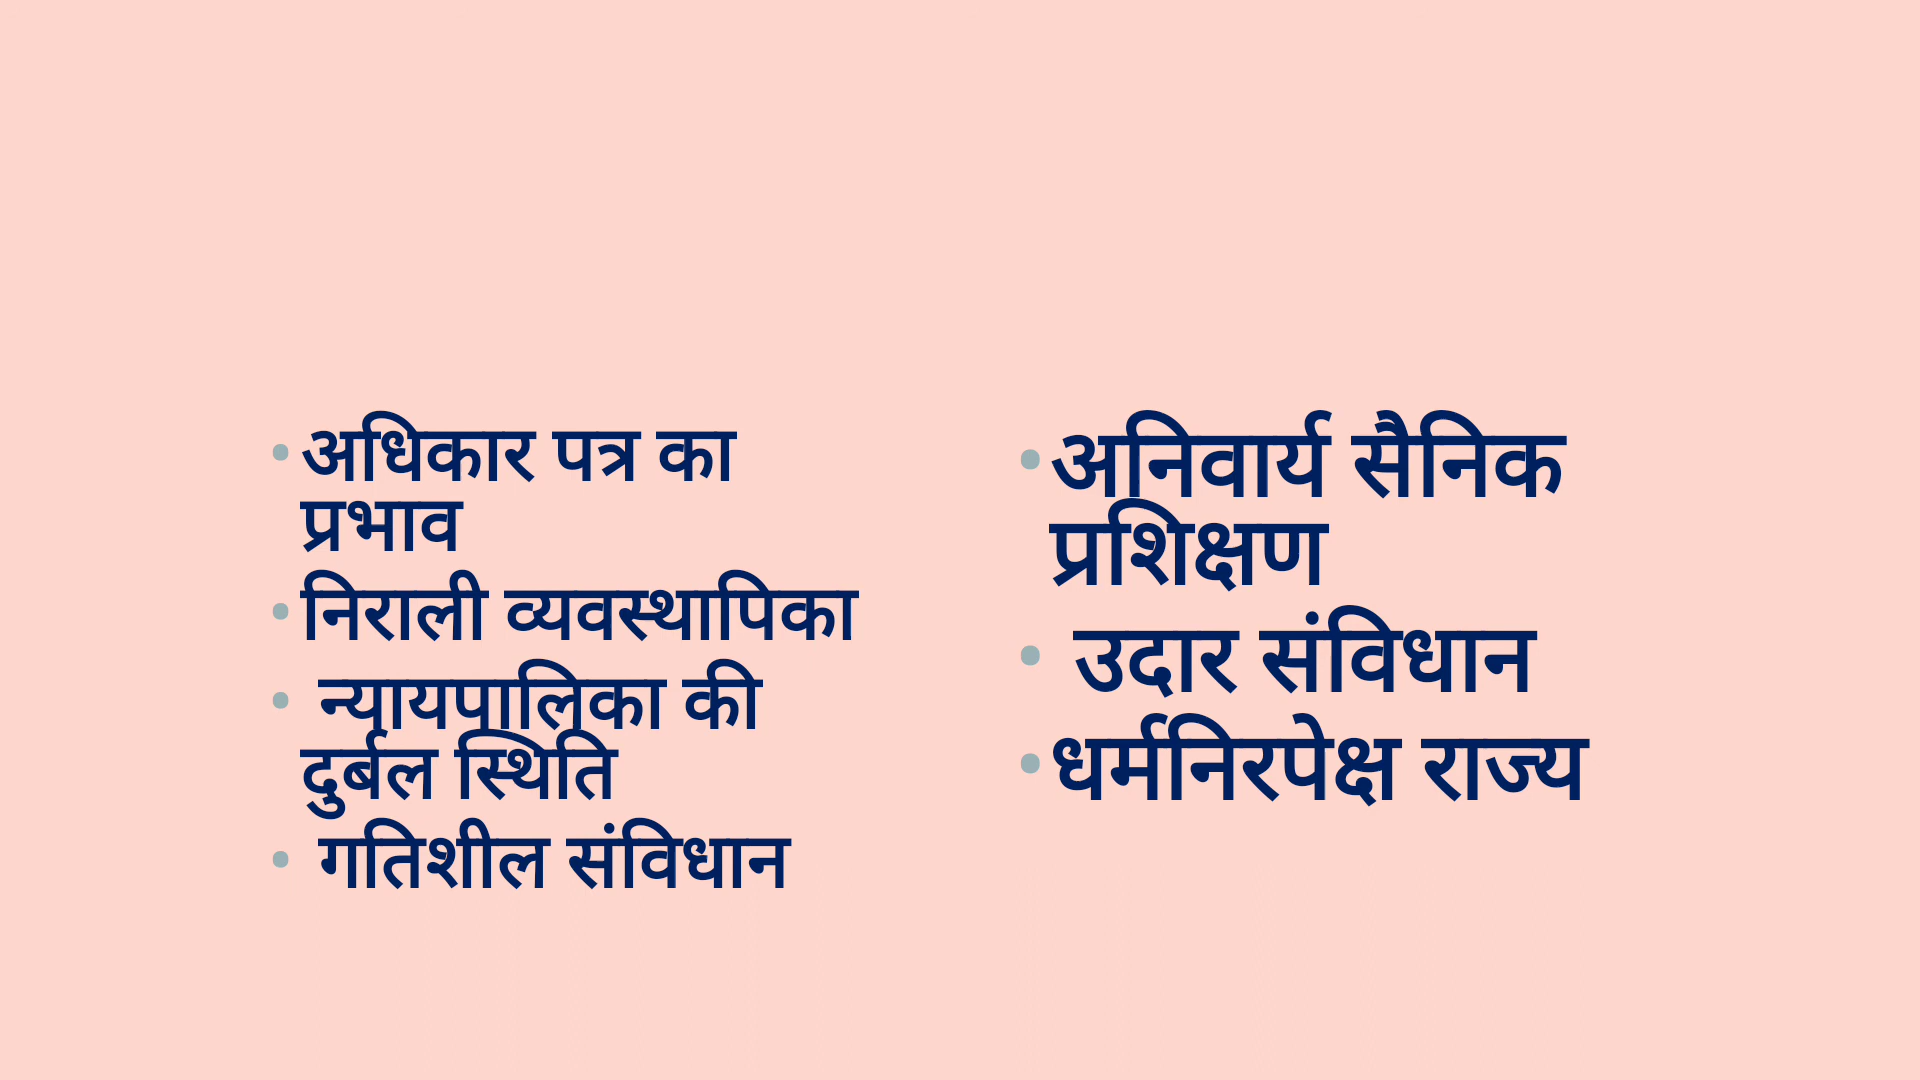 • अधिकार पत्र का
प्रभाव
• निराली व्यवस्थापिका
• न्यायपालिका की
दुर्बल स्थिति
• गतिशील संविधान
• अनिवार्य सैनिक
प्रशिक्षण
• उदार संविधान
• धर्मनिरपेक्ष राज्य